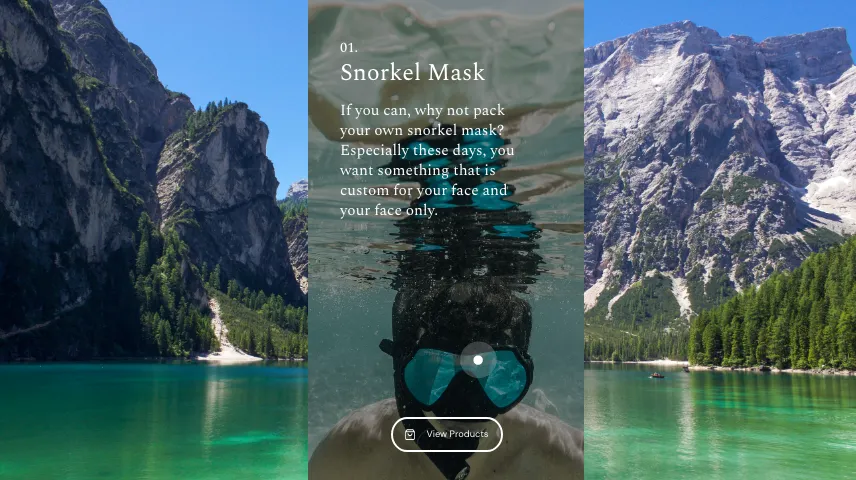 01.
Snorkel Mask
If you can, why not pack
your own snorkel mask?
Especially these days, you
want something that is
custom for your face and
your face only.
View Products